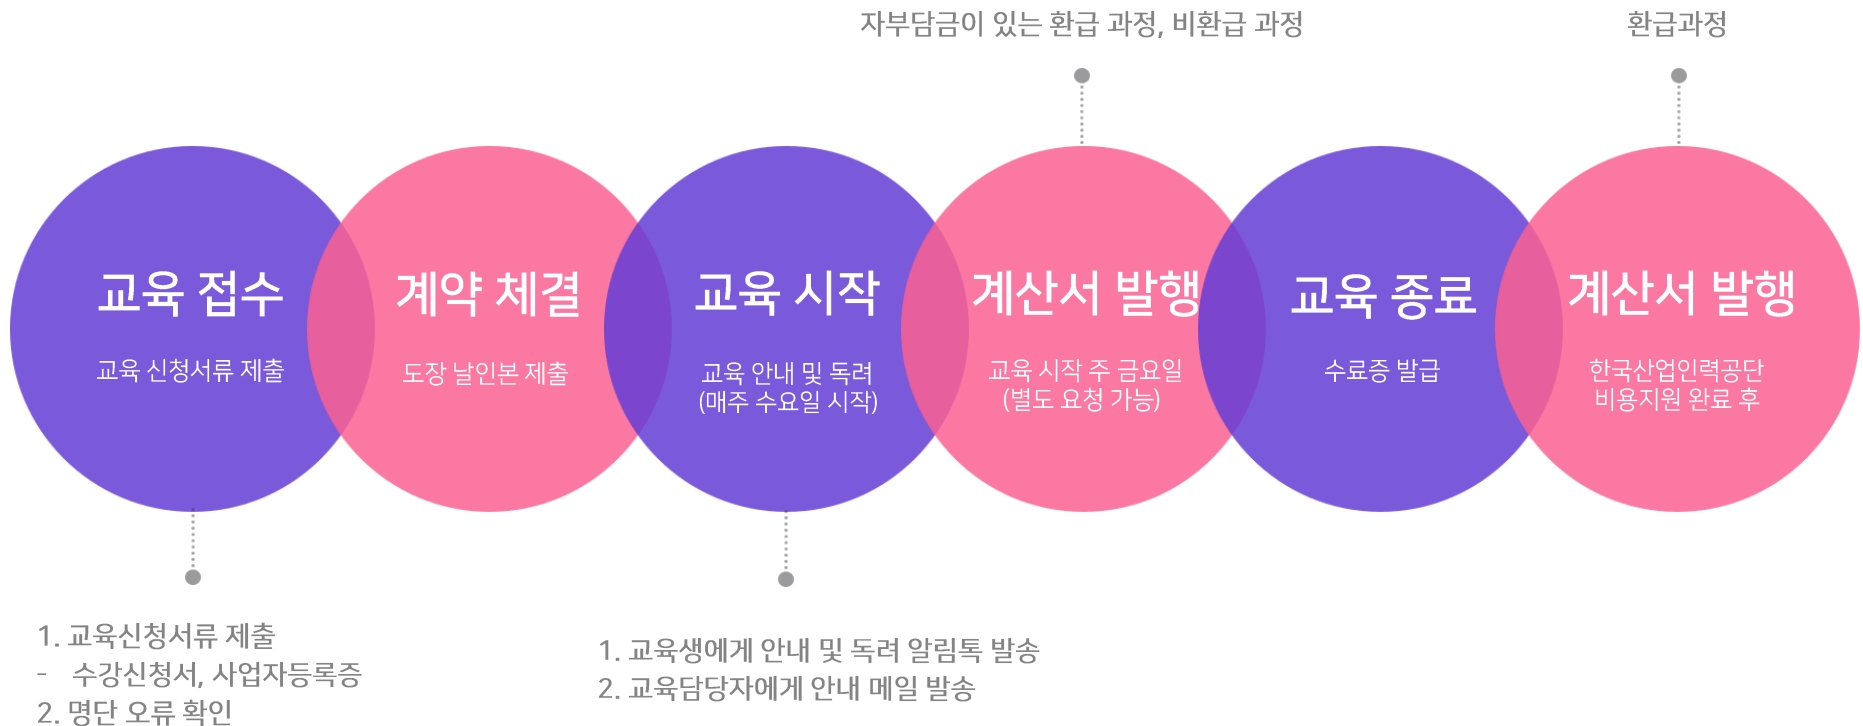 자부담금이 있는 환급 과정, 비환급 과정
환급과정
교육 접수
교육 신청서류 제출
계약 체결
도장 날인본 제출
교육 시작
교육 안내 및 독려
(매주 수요일 시작)
계산서 발행
교육 시작 주 금요일
(별도 요청 가능)
교육 종료
수료증 발급
계산서 발행
한국산업인력공단
비용지원 완료 후
1. 교육신청서류 제출
- 수강신청서, 사업자등록증
2. 명단 오류 확인
1. 교육생에게 안내 및 독려 알림톡 발송
2. 교육담당자에게 안내 메일 발송